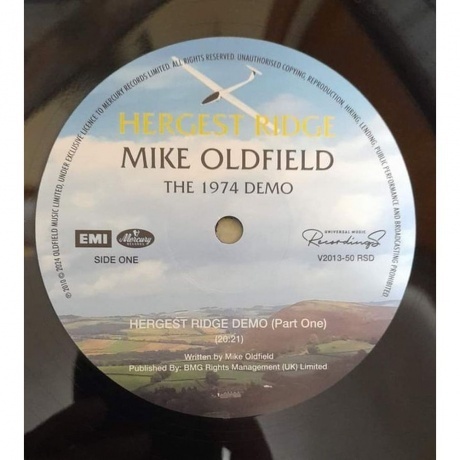 ℗ 2010 © 2024 OLDFIELD MUSIC LIMITED, UNDER EXCLUSIVE LICENCE TO MERCURY RECORDS LIMITED. ALL RIGHTS RESERVED. UNAUTHORISED COPYING, REPRODUCTION, HIRING, LENDING, PUBLIC PERFORMANCE AND BROADCASTING PROHIBITED
HERGEST RIDGE
MIKE OLDFIELD
THE 1974 DEMO
EMI
Mercury
RECORDS
SIDE ONE
UNIVERSAL MUSIC
Recordings
V2013-50 RSD
HERGEST RIDGE DEMO (Part One)
(20:21)
Written by Mike Oldfield
Published By: BMG Rights Management (UK) Limited